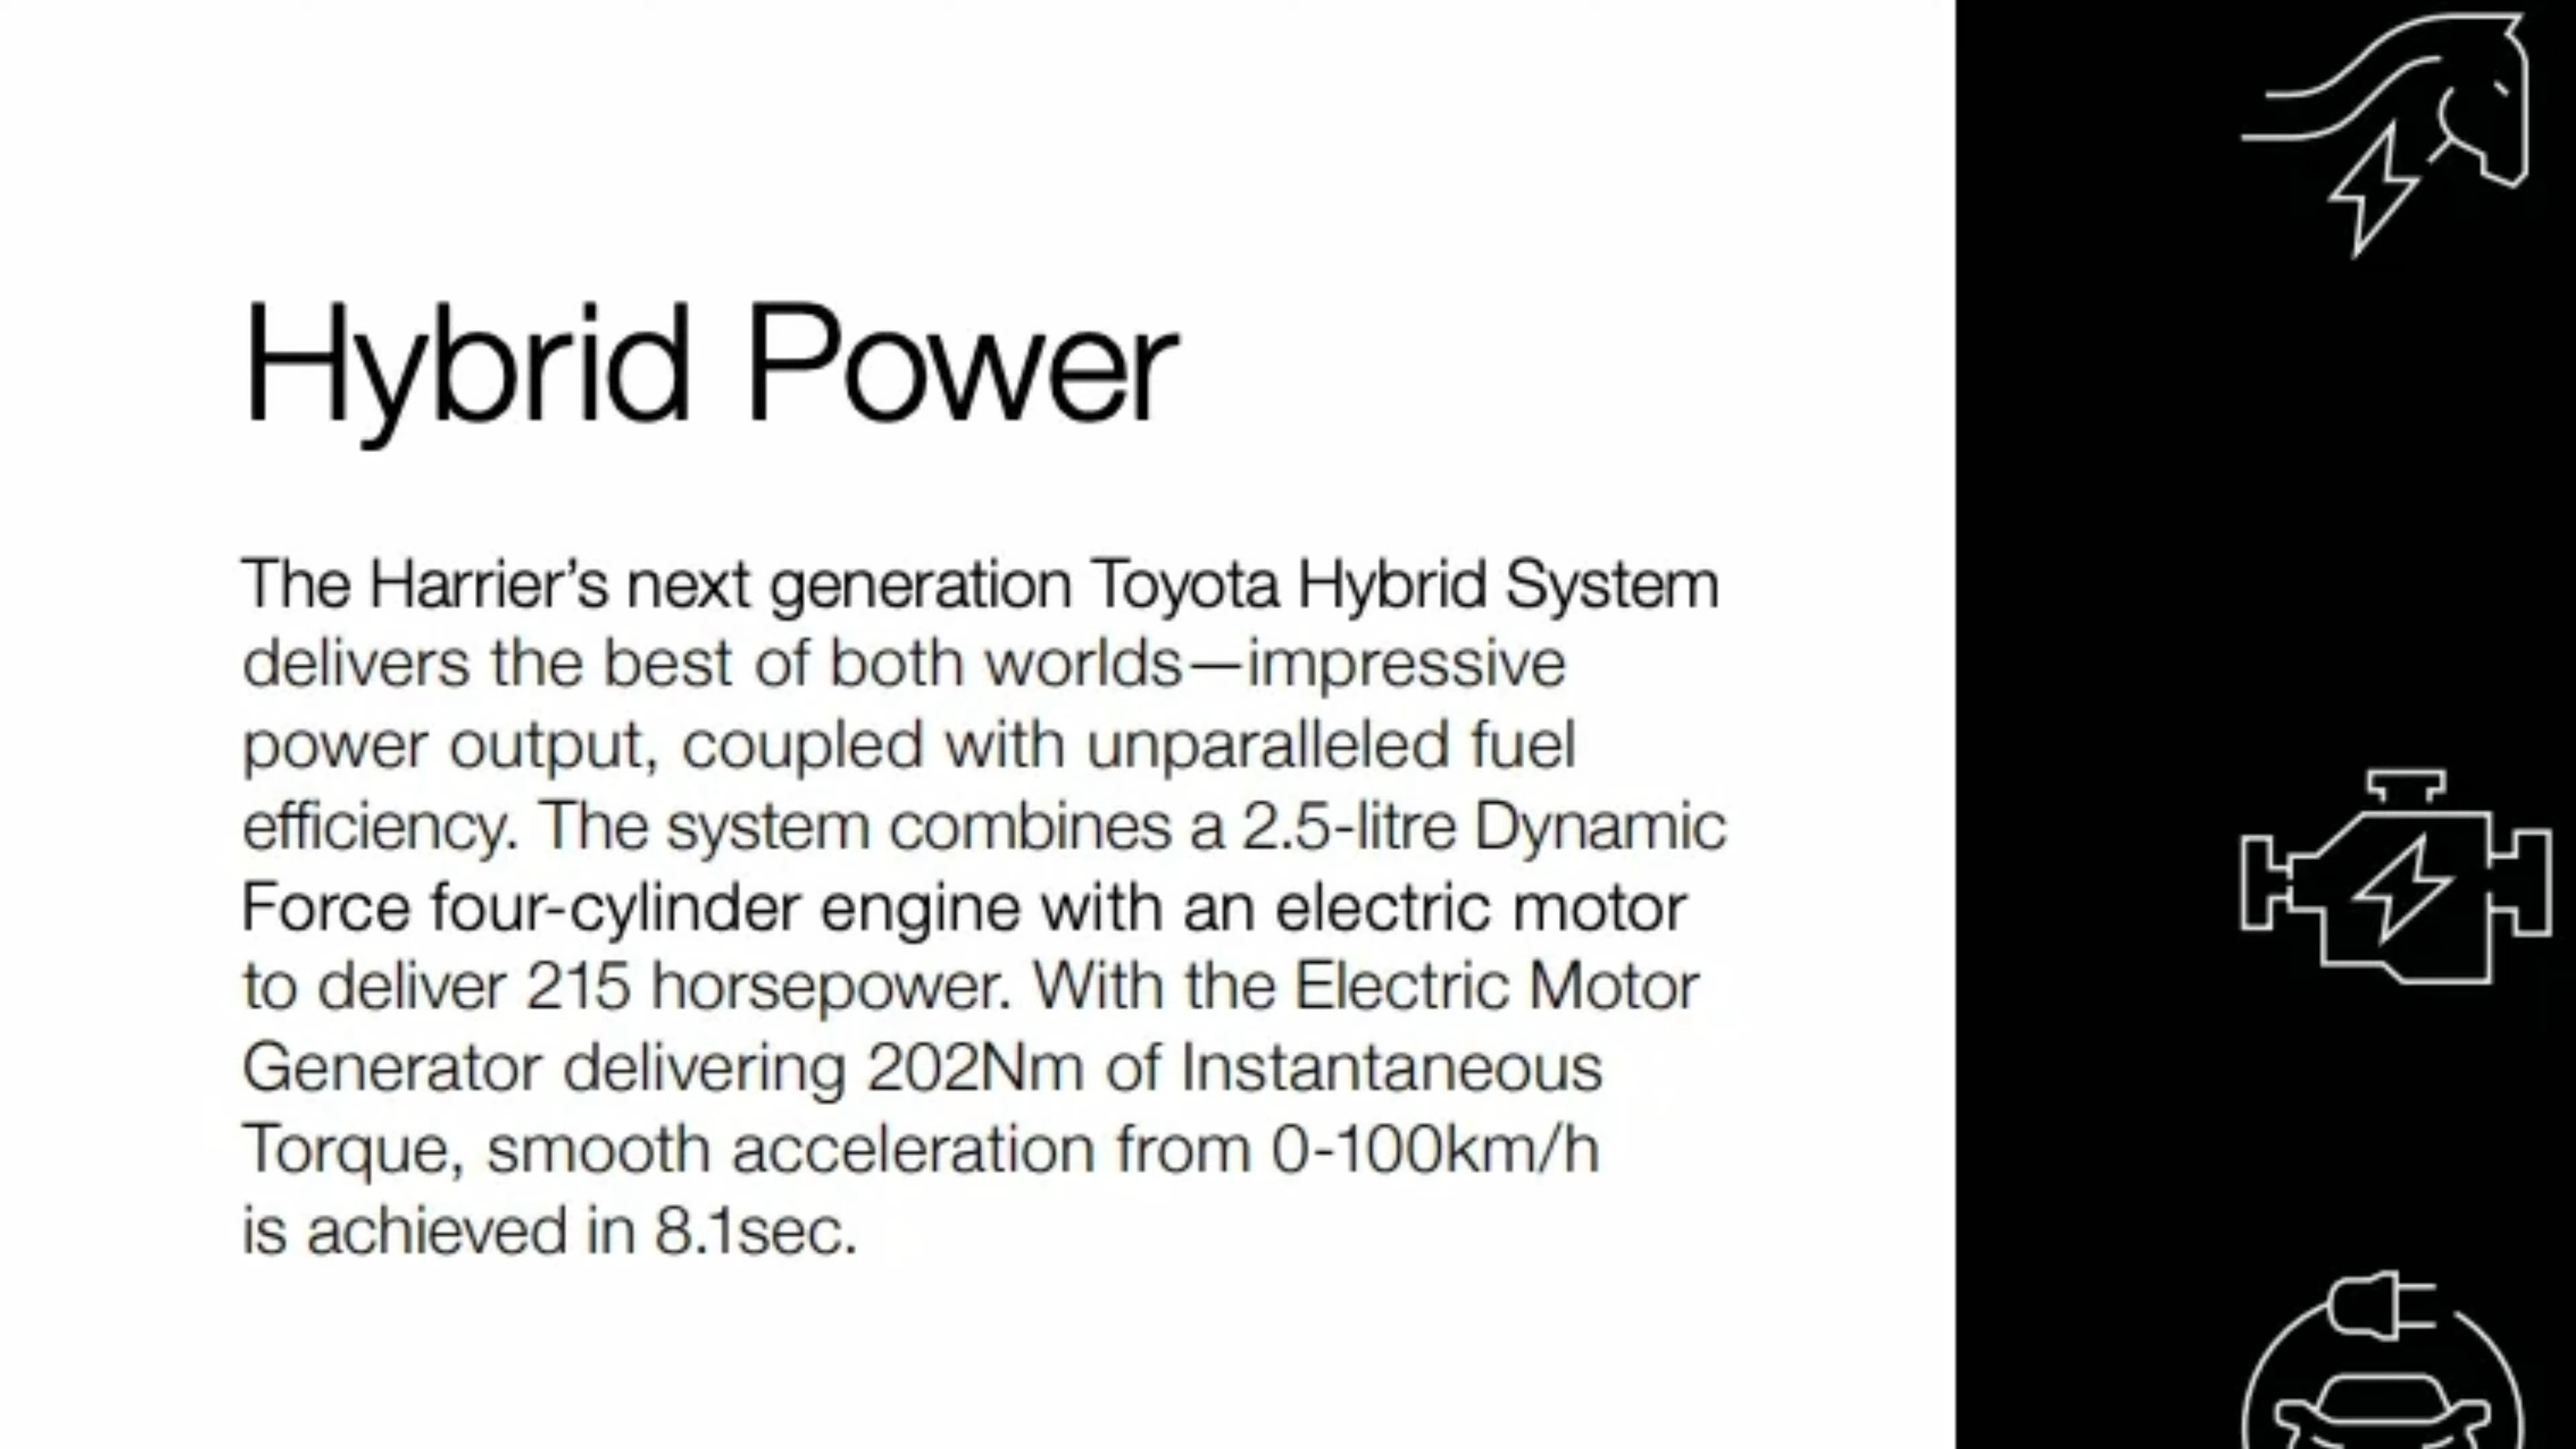 Hybrid Power
The Harrier’s next generation Toyota Hybrid System
delivers the best of both worlds—impressive
power output, coupled with unparalleled fuel
efficiency. The system combines a 2.5-litre Dynamic
Force four-cylinder engine with an electric motor
to deliver 215 horsepower. With the Electric Motor
Generator delivering 202Nm of Instantaneous
Torque, smooth acceleration from 0-100km/h
is achieved in 8.1sec.